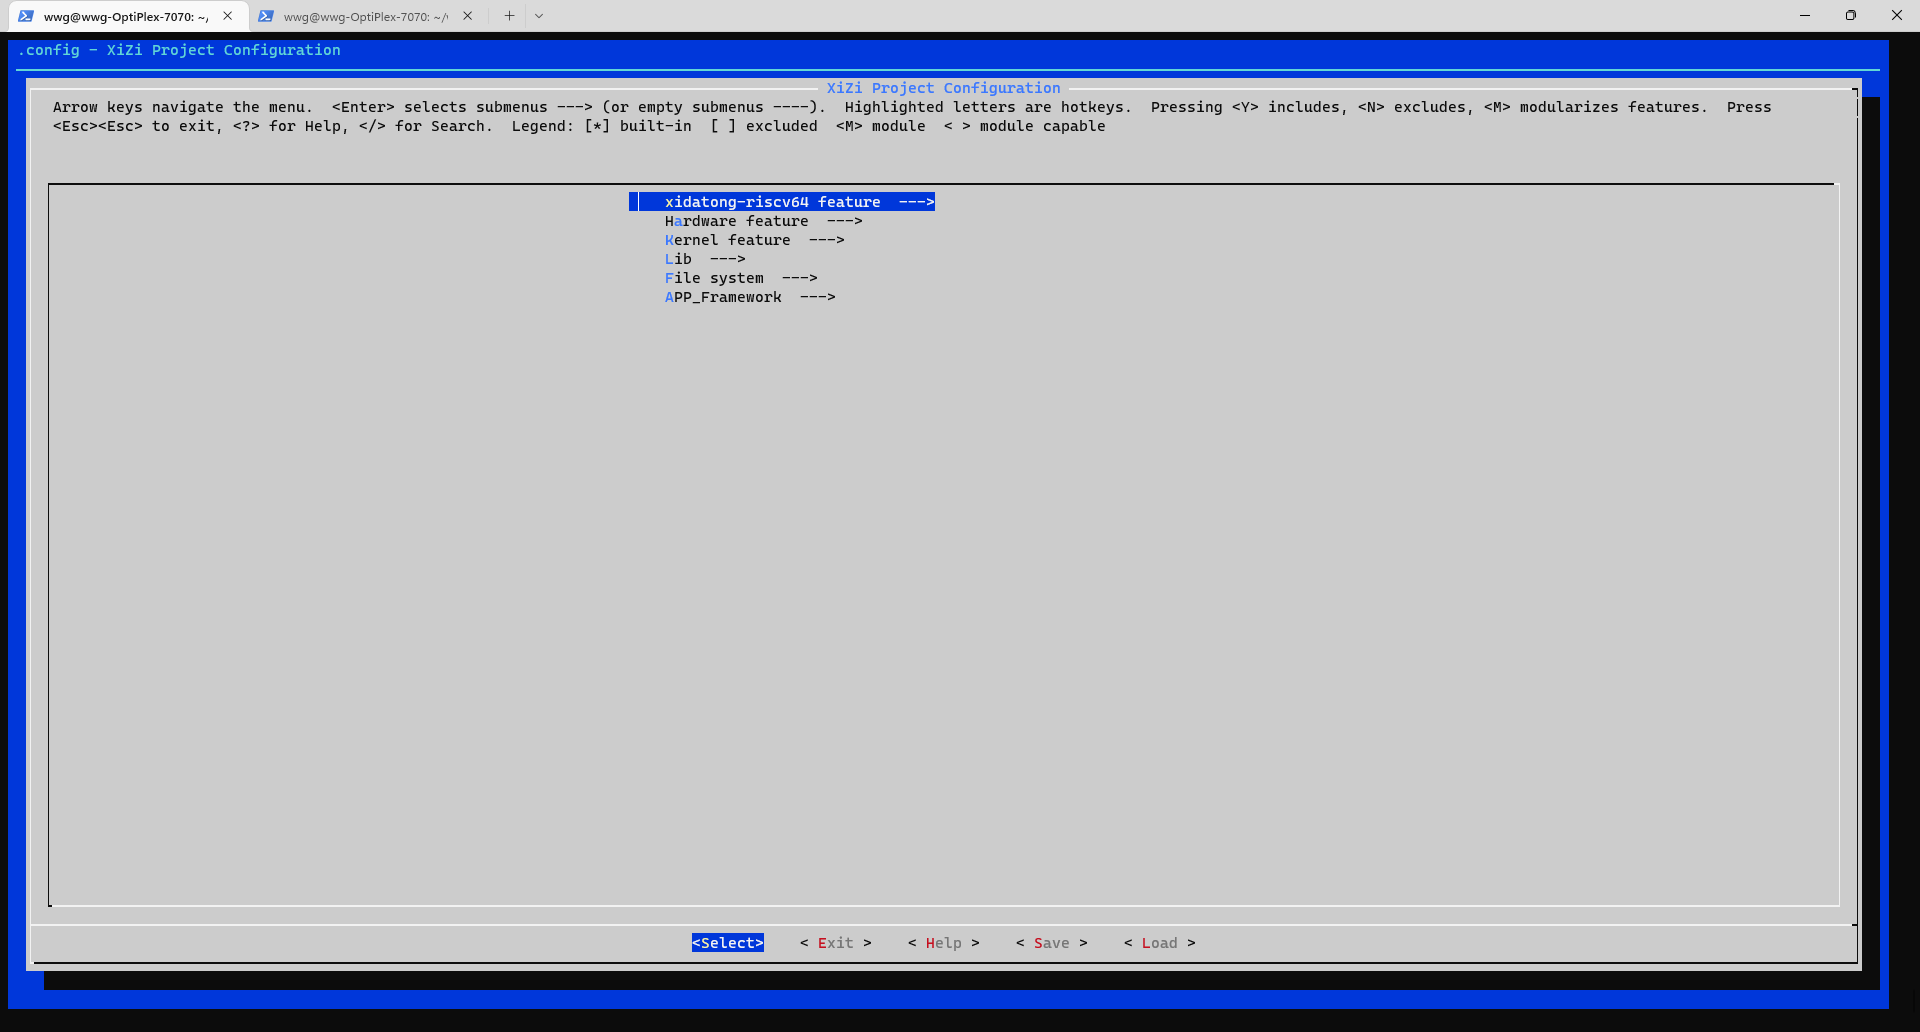 wwg@wwg-OptiPlex-7070: ~/
wwg@wwg-OptiPlex-7070: ~/
.config - XiZi Project Configuration
XiZi Project Configuration
Arrow keys navigate the menu.  <Enter> selects submenus ---> (or empty submenus ----).  Highlighted letters are hotkeys.  Pressing <Y> includes, <N> excludes, <M> modularizes features.  Press
<Esc><Esc> to exit, <?> for Help, </> for Search.  Legend: [*] built-in  [ ] excluded  <M> module  < > module capable
xidatong-riscv64 feature  --->
Hardware feature  --->
Kernel feature  --->
Lib  --->
File system  --->
APP_Framework  --->
<Select>    < Exit >    < Help >    < Save >    < Load >